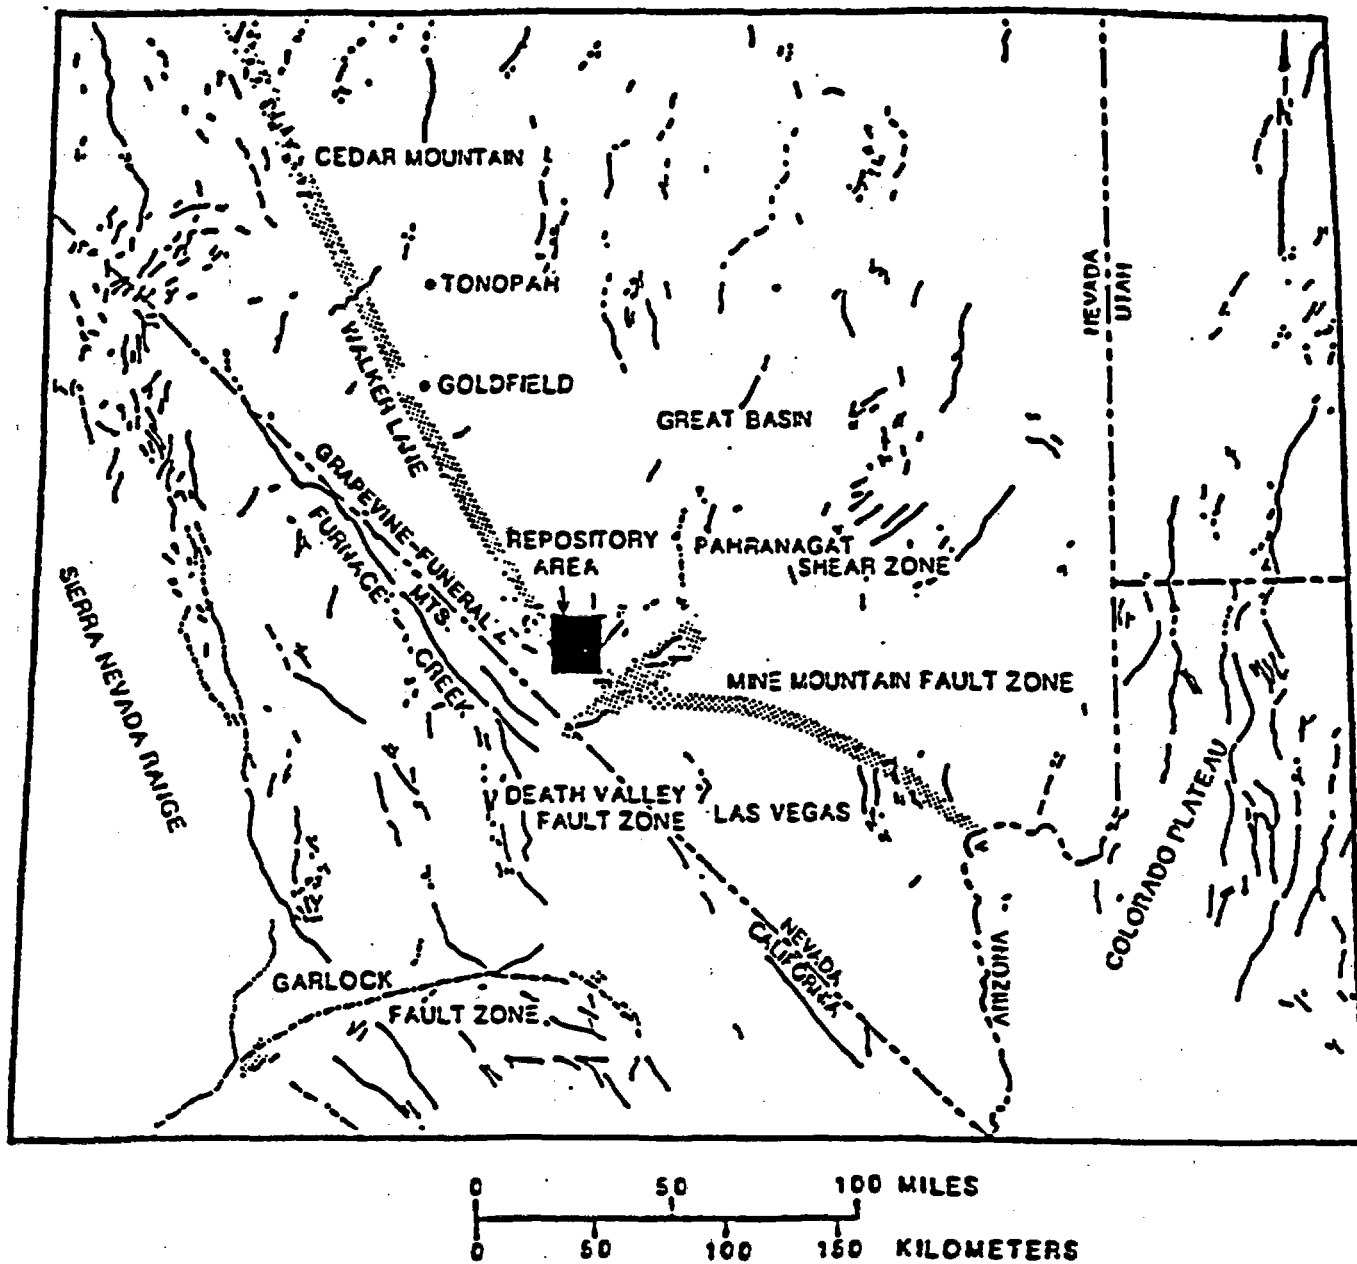 CEDAR MOUNTAIN
TONOPAH
NEVADA
UTAH
WALKER LANE
GOLDFIELD
GREAT BASIN
GRAPEVINE-FUNERAL
MTS.
FURNACE
CREEK
REPOSITORY
AREA
PAHRANAGAT
SHEAR ZONE
SIERRA NEVADA RANGE
MINE MOUNTAIN FAULT ZONE
DEATH VALLEY
FAULT ZONE
LAS VEGAS
COLORADO PLATEAU
NEVADA
CALIFORNIA
ARIZONA
GARLOCK
FAULT ZONE
0 50 100 MILES
0 50 100 150 KILOMETERS